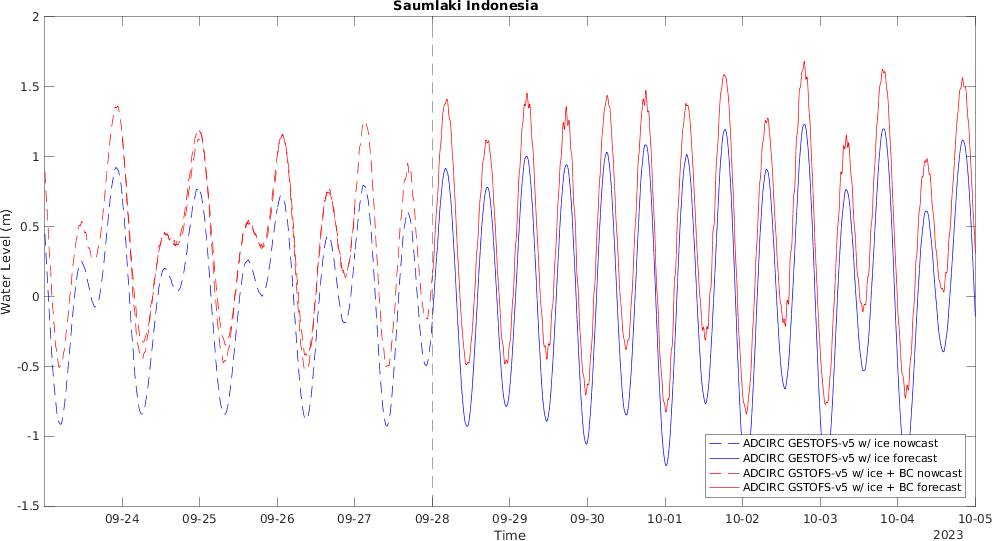 Saumlaki Indonesia
2
1.5
1
0.5
0
-0.5
-1
-1.5
Water Level (m)
ADCIRC GESTOFS-v5 w/ ice nowcast
ADCIRC GESTOFS-v5 w/ ice forecast
ADCIRC GSTOFS-v5 w/ ice + BC nowcast
ADCIRC GSTOFS-v5 w/ ice + BC forecast
09-24 09-25 09-26 09-27 09-28 09-29 09-30 10-01 10-02 10-03 10-04 10-05
Time
2023